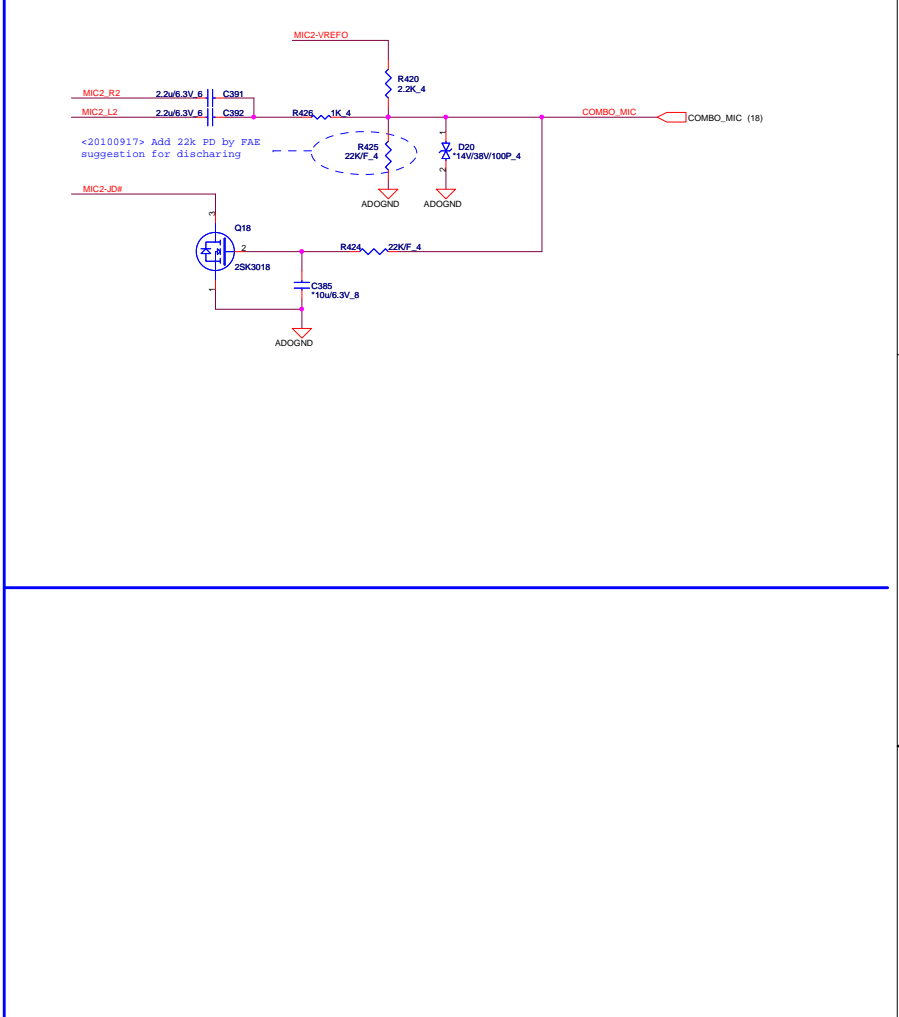 MIC2-VREFO
R420
2.2K_4
MIC2_R2
2.2u/6.3V_6
C391
MIC2_L2
2.2u/6.3V_6
C392
R426
1K_4
COMBO_MIC
COMBO_MIC (18)
<20100917> Add 22k PD by FAE
suggestion for discharing
R425
22K/F_4
1
D20
*14V/38V/100P_4
2
ADOGND
ADOGND
MIC2-JD#
3
Q18
2
2SK3018
1
R424
22K/F_4
C385
*10u/6.3V_8
ADOGND